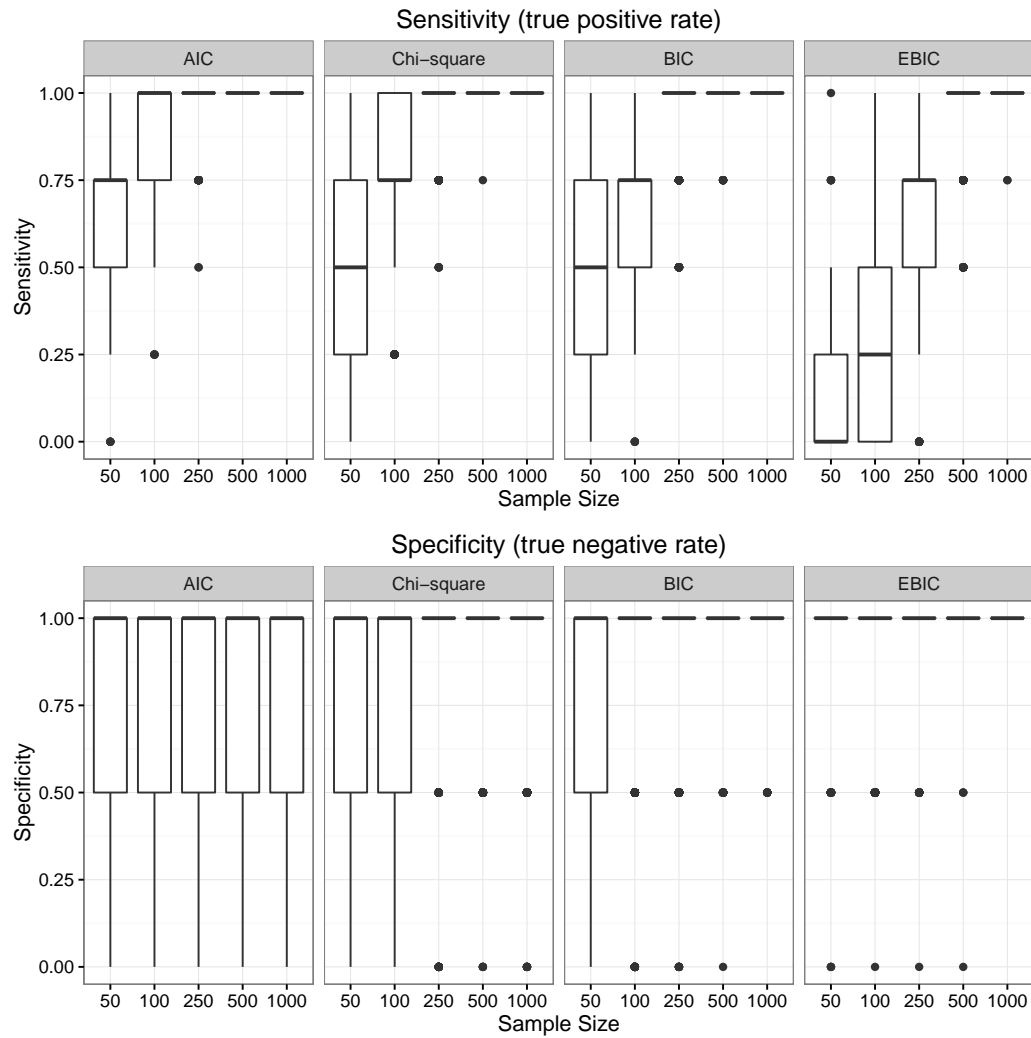 Sensitivity (true positive rate)
AIC Chi−square BIC EBIC
1.00
0.75
0.50
0.25
0.00
Sensitivity
50 100 250 500 1000 50 100 250 500 1000 50 100 250 500 1000 50 100 250 500 1000
Sample Size
Specificity (true negative rate)
AIC Chi−square BIC EBIC
1.00
0.75
0.50
0.25
0.00
Specificity
50 100 250 500 1000 50 100 250 500 1000 50 100 250 500 1000 50 100 250 500 1000
Sample Size